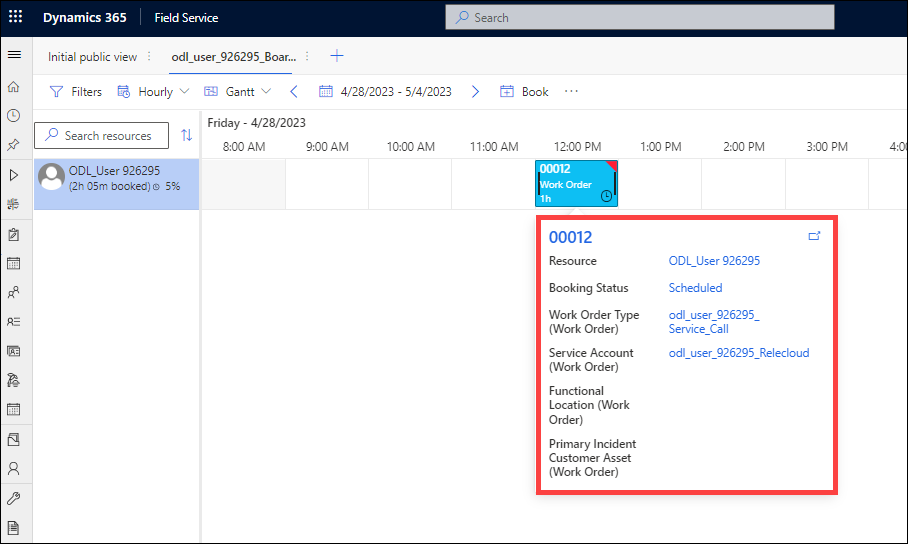 Dynamics 365 Field Service Search
Initial public view odl_user_926295_Boar...
Filters Hourly Gantt 4/28/2023 - 5/4/2023 Book ...
Search resources
Friday - 4/28/2023
8:00 AM 9:00 AM 10:00 AM 11:00 AM 12:00 PM 1:00 PM 2:00 PM 3:00 PM 4:00
ODL_User 926295
(2h 05m booked) 5%
00012
Work Order
1h
00012
Resource ODL_User 926295
Booking Status Scheduled
Work Order Type odl_user_926295_
(Work Order) Service_Call
Service Account odl_user_926295_Relecloud
(Work Order)
Functional
Location (Work
Order)
Primary Incident
Customer Asset
(Work Order)